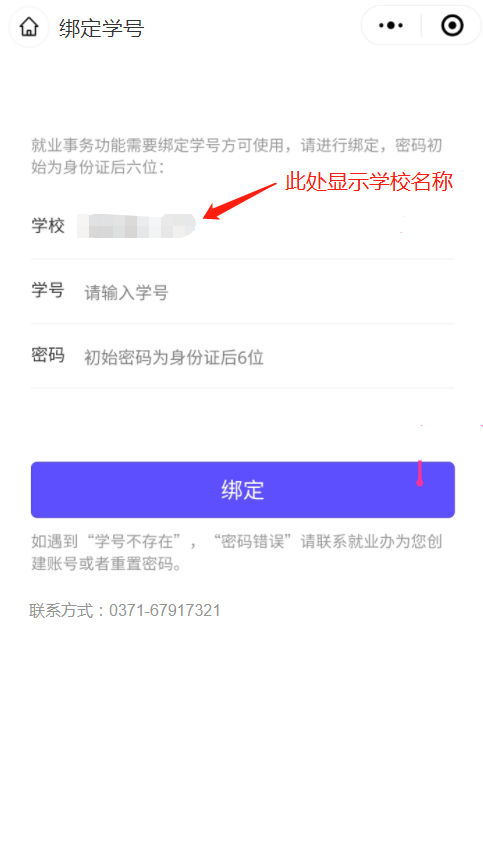 绑定学号
就业事务功能需要绑定学号方可使用，请进行绑定，密码初
始为身份证后六位：
此处显示学校名称
学校
学号 请输入学号
密码 初始密码为身份证后6位
绑定
如遇到“学号不存在”，“密码错误”请联系就业办为您创
建账号或者重置密码。
联系方式：0371-67917321